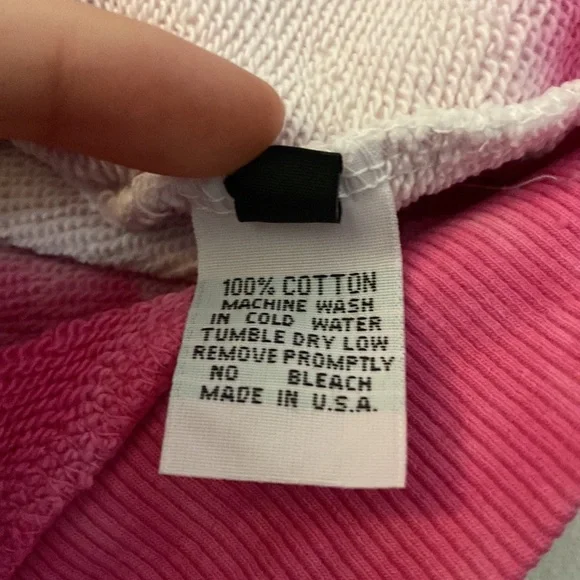 100% COTTON
MACHINE WASH
IN COLD WATER
TUMBLE DRY LOW
REMOVE PROMPTLY
NO BLEACH
MADE IN U.S.A.